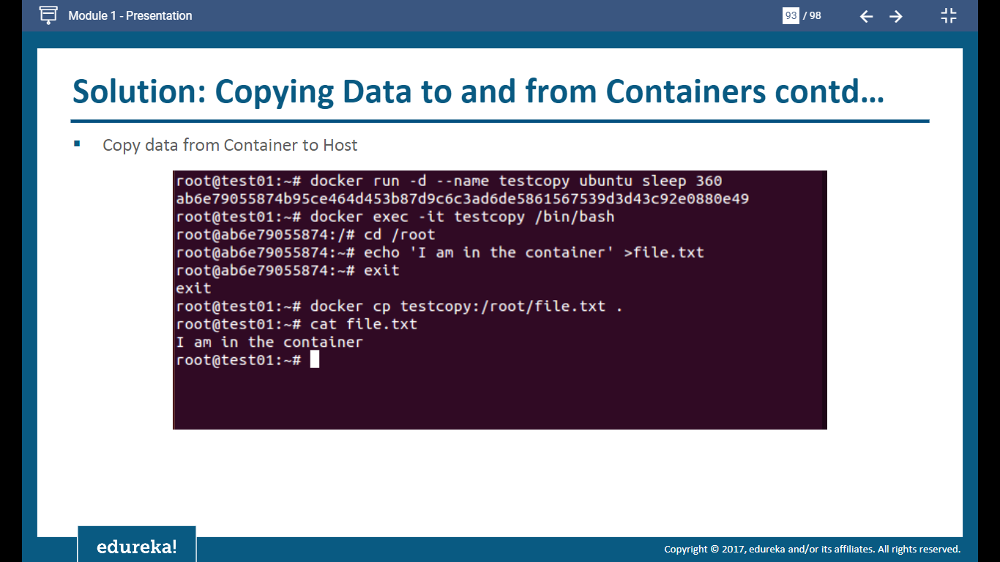 Module 1 - Presentation
93 / 98
Solution: Copying Data to and from Containers contd...
Copy data from Container to Host
root@test01:~# docker run -d --name testcopy ubuntu sleep 360
ab6e79055874b95ce464d453b87d9c6c3ad6de5861567539d3d43c92e0880e49
root@test01:~# docker exec -it testcopy /bin/bash
root@ab6e79055874:/# cd /root
root@ab6e79055874:~# echo 'I am in the container' >file.txt
root@ab6e79055874:~# exit
exit
root@test01:~# docker cp testcopy:/root/file.txt .
root@test01:~# cat file.txt
I am in the container
root@test01:~#
edureka!
Copyright © 2017, edureka and/or its affiliates. All rights reserved.